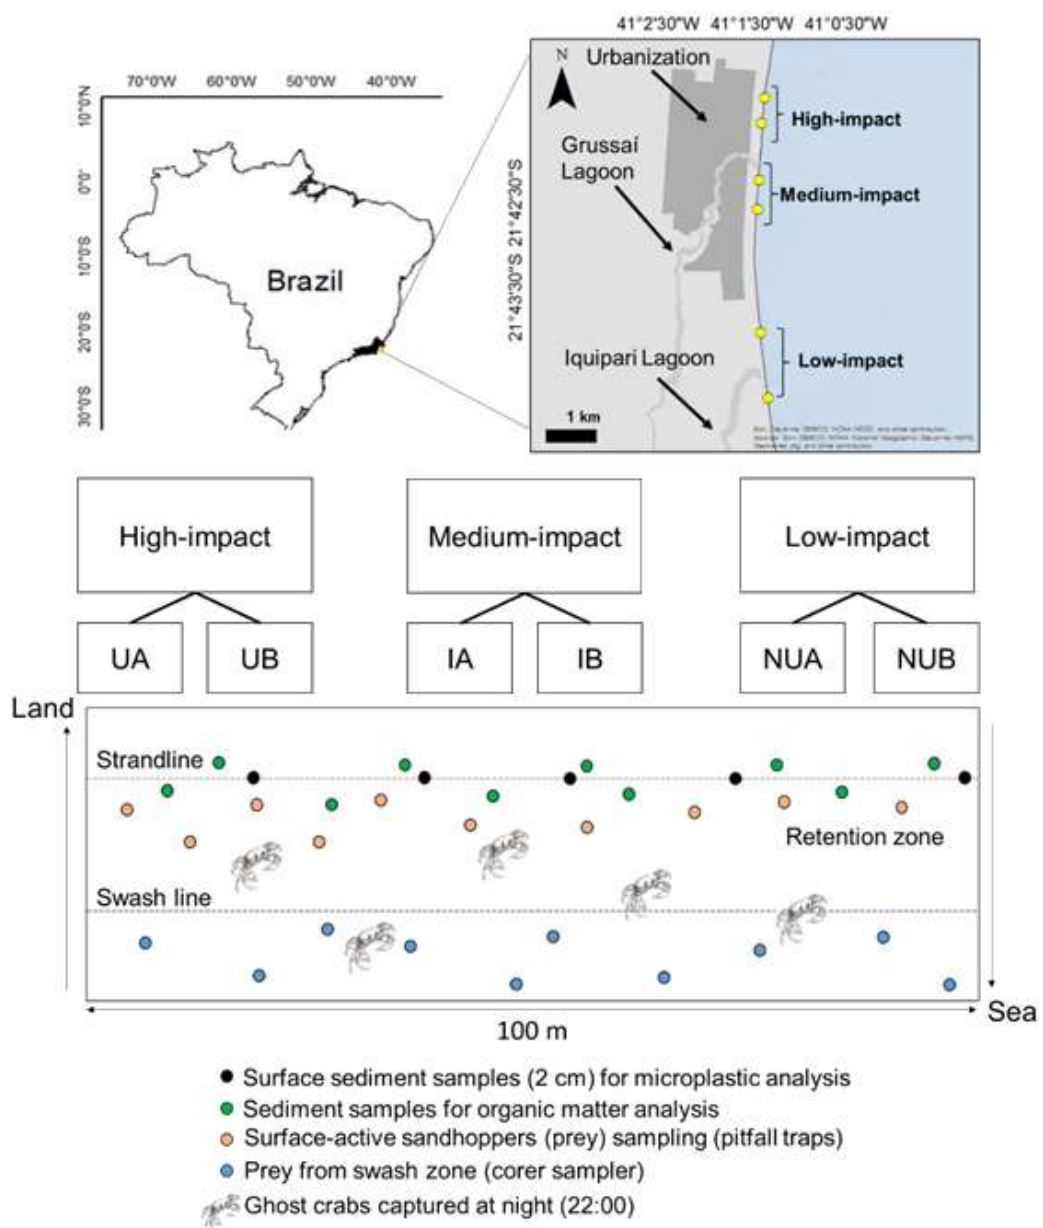 41°2'30"W 41°1'30"W 41°0'30"W
70°0'W 60°0'W 50°0'W 40°0'W
10°0'N
0°0'
10°0'S
20°0'S
30°0'S
Brazil
N
Urbanization
Grussaí
Lagoon
Iquipari Lagoon
1 km
21°43'30"S 21°42'30"S
High-impact
Medium-impact
Low-impact
High-impact
Medium-impact
Low-impact
UA
UB
IA
IB
NUA
NUB
Land
Strandline
Retention zone
Swash line
Sea
100 m
Surface sediment samples (2 cm) for microplastic analysis
Sediment samples for organic matter analysis
Surface-active sandhoppers (prey) sampling (pitfall traps)
Prey from swash zone (corer sampler)
Ghost crabs captured at night (22:00)